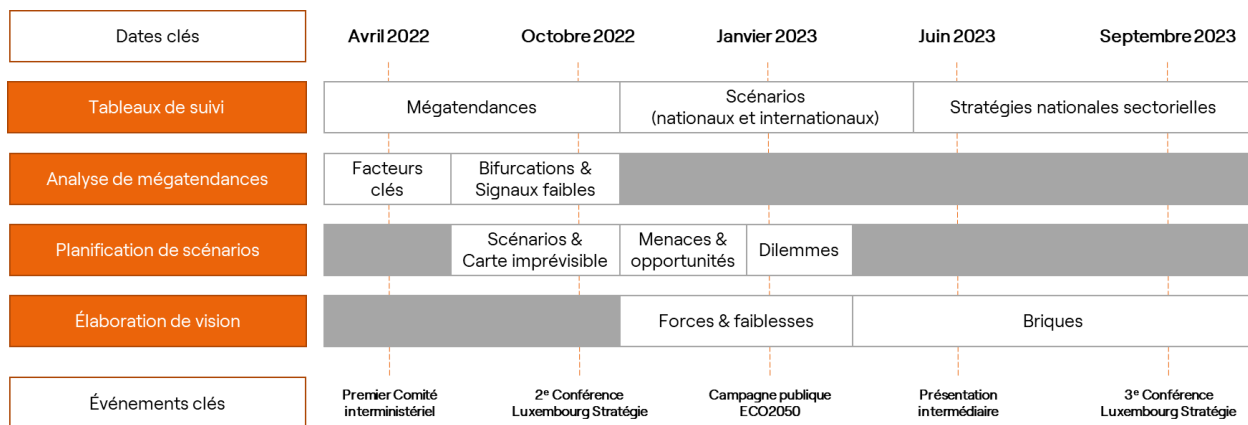 Dates clés
Avril 2022
Octobre 2022
Janvier 2023
Juin 2023
Septembre 2023
Tableaux de suivi
Mégatendances
Scénarios
(nationaux et internationaux)
Stratégies nationales sectorielles
Analyse de mégatendances
Facteurs
clés
Bifurcations &
Signaux faibles
Planification de scénarios
Scénarios &
Carte imprévisible
Menaces &
opportunités
Dilemmes
Élaboration de vision
Forces & faiblesses
Briques
Événements clés
Premier Comité
interministériel
2e Conférence
Luxembourg Stratégie
Campagne publique
ECO2050
Présentation
intermédiaire
3e Conférence
Luxembourg Stratégie